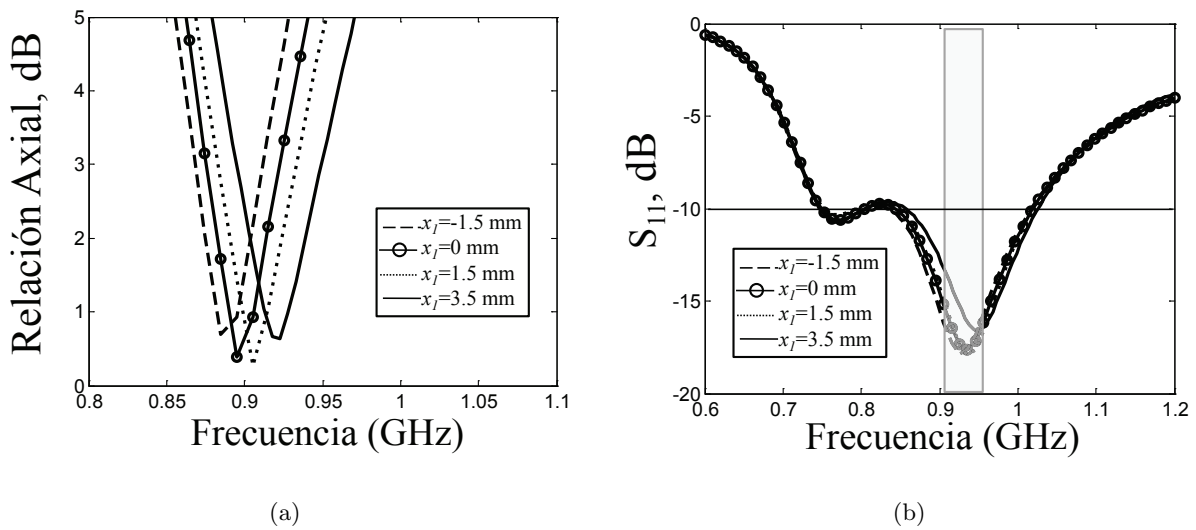 Relación Axial, dB
5
4
3
2
1
0
x1=-1.5 mm
x1=0 mm
x1=1.5 mm
x1=3.5 mm
0.8 0.85 0.9 0.95 1 1.05 1.1
Frecuencia (GHz)
(a)
S11, dB
0
-5
-10
-15
-20
x1=-1.5 mm
x1=0 mm
x1=1.5 mm
x1=3.5 mm
0.6 0.7 0.8 0.9 1 1.1 1.2
Frecuencia (GHz)
(b)